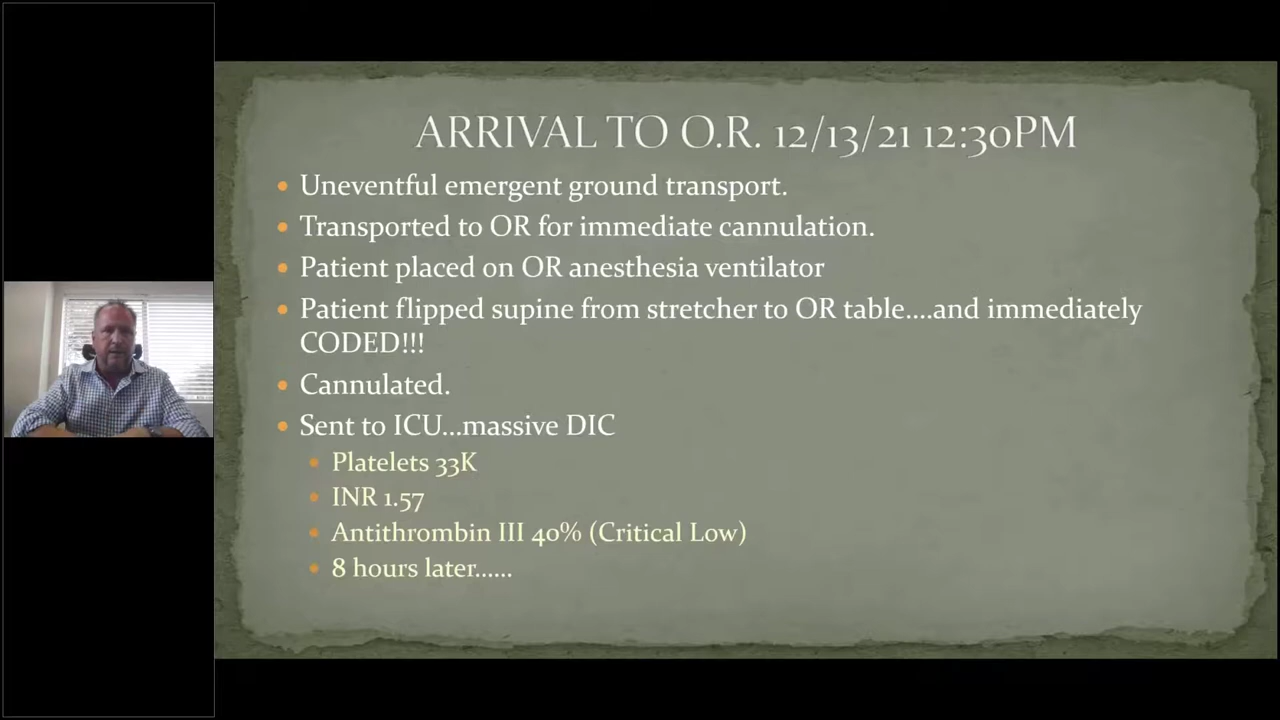 ARRIVAL TO O.R. 12/13/21 12:30PM
Uneventful emergent ground transport.
Transported to OR for immediate cannulation.
Patient placed on OR anesthesia ventilator
Patient flipped supine from stretcher to OR table....and immediately
CODED!!!
Cannulated.
Sent to ICU...massive DIC
Platelets 33K
INR 1.57
Antithrombin III 40% (Critical Low)
8 hours later......